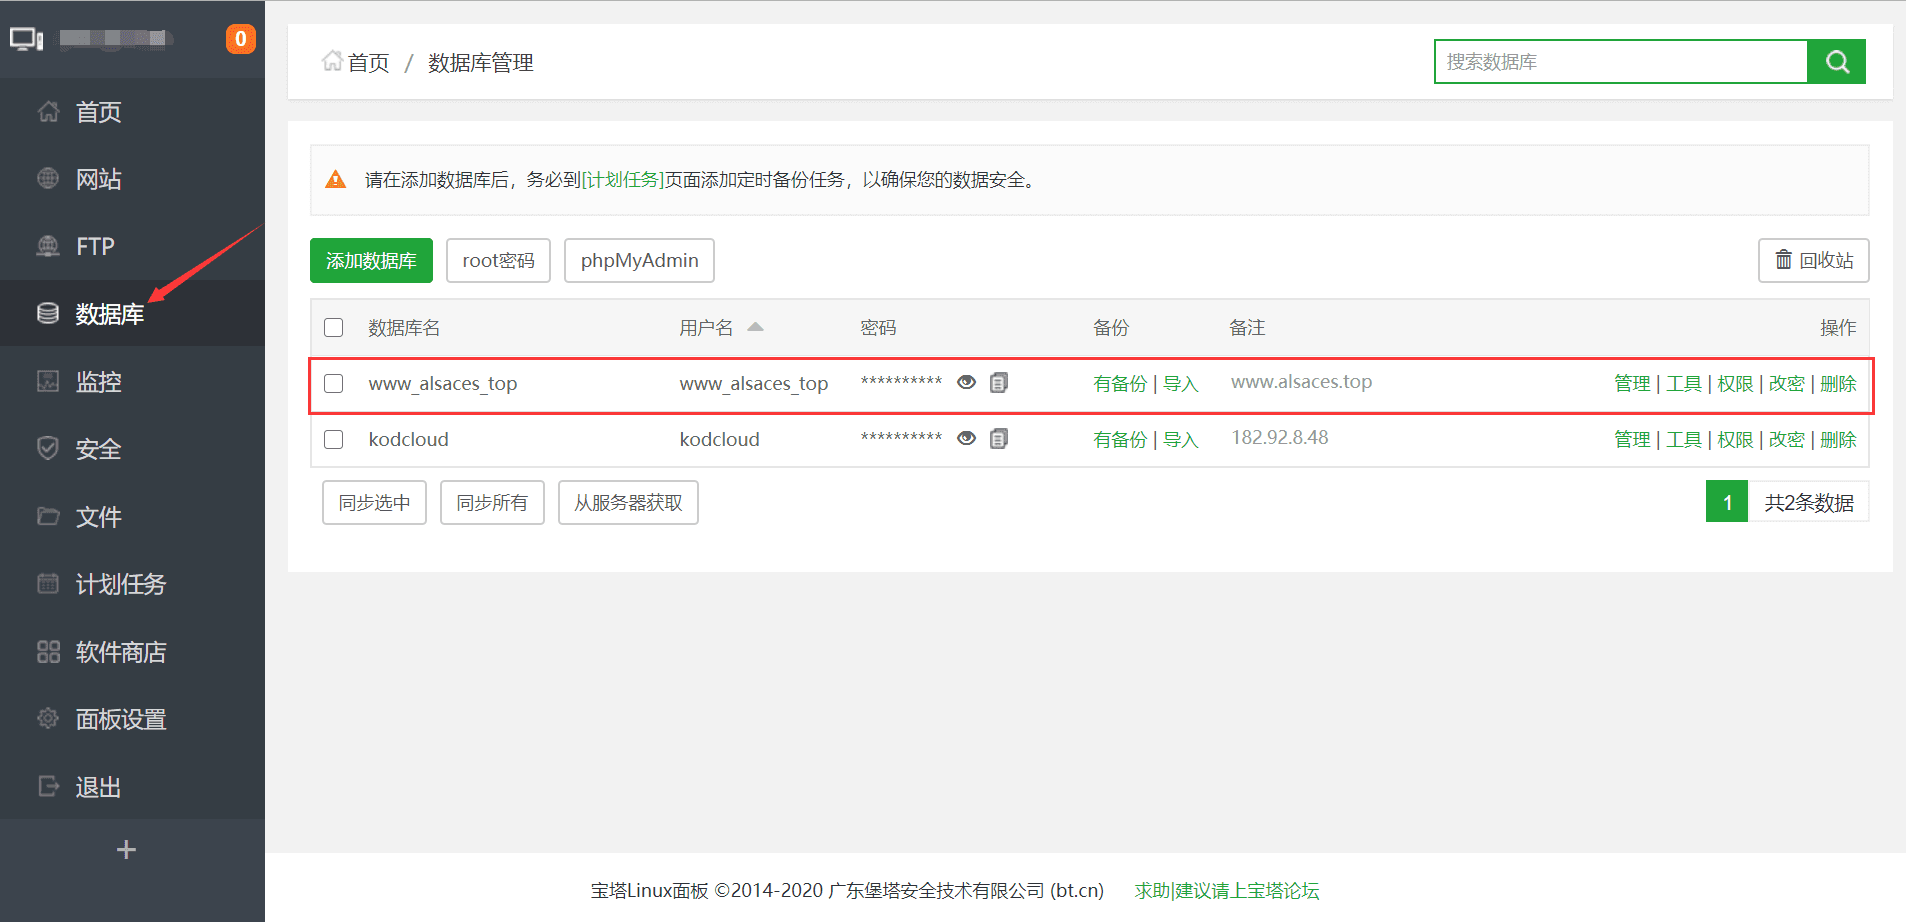 0
首页
网站
FTP
数据库
监控
安全
文件
计划任务
软件商店
面板设置
退出
+
首页 / 数据库管理
搜索数据库
请在添加数据库后，务必到[计划任务]页面添加定时备份任务，以确保您的数据安全。
添加数据库 root密码 phpMyAdmin 回收站
数据库名 用户名 密码 备份 备注 操作
www_alsaces_top www_alsaces_top ********** 有备份 | 导入 www.alsaces.top 管理 | 工具 | 权限 | 改密 | 删除
kodcloud kodcloud ********** 有备份 | 导入 182.92.8.48 管理 | 工具 | 权限 | 改密 | 删除
同步选中 同步所有 从服务器获取 1 共2条数据
宝塔Linux面板 ©2014-2020 广东堡塔安全技术有限公司 (bt.cn) 求助|建议请上宝塔论坛